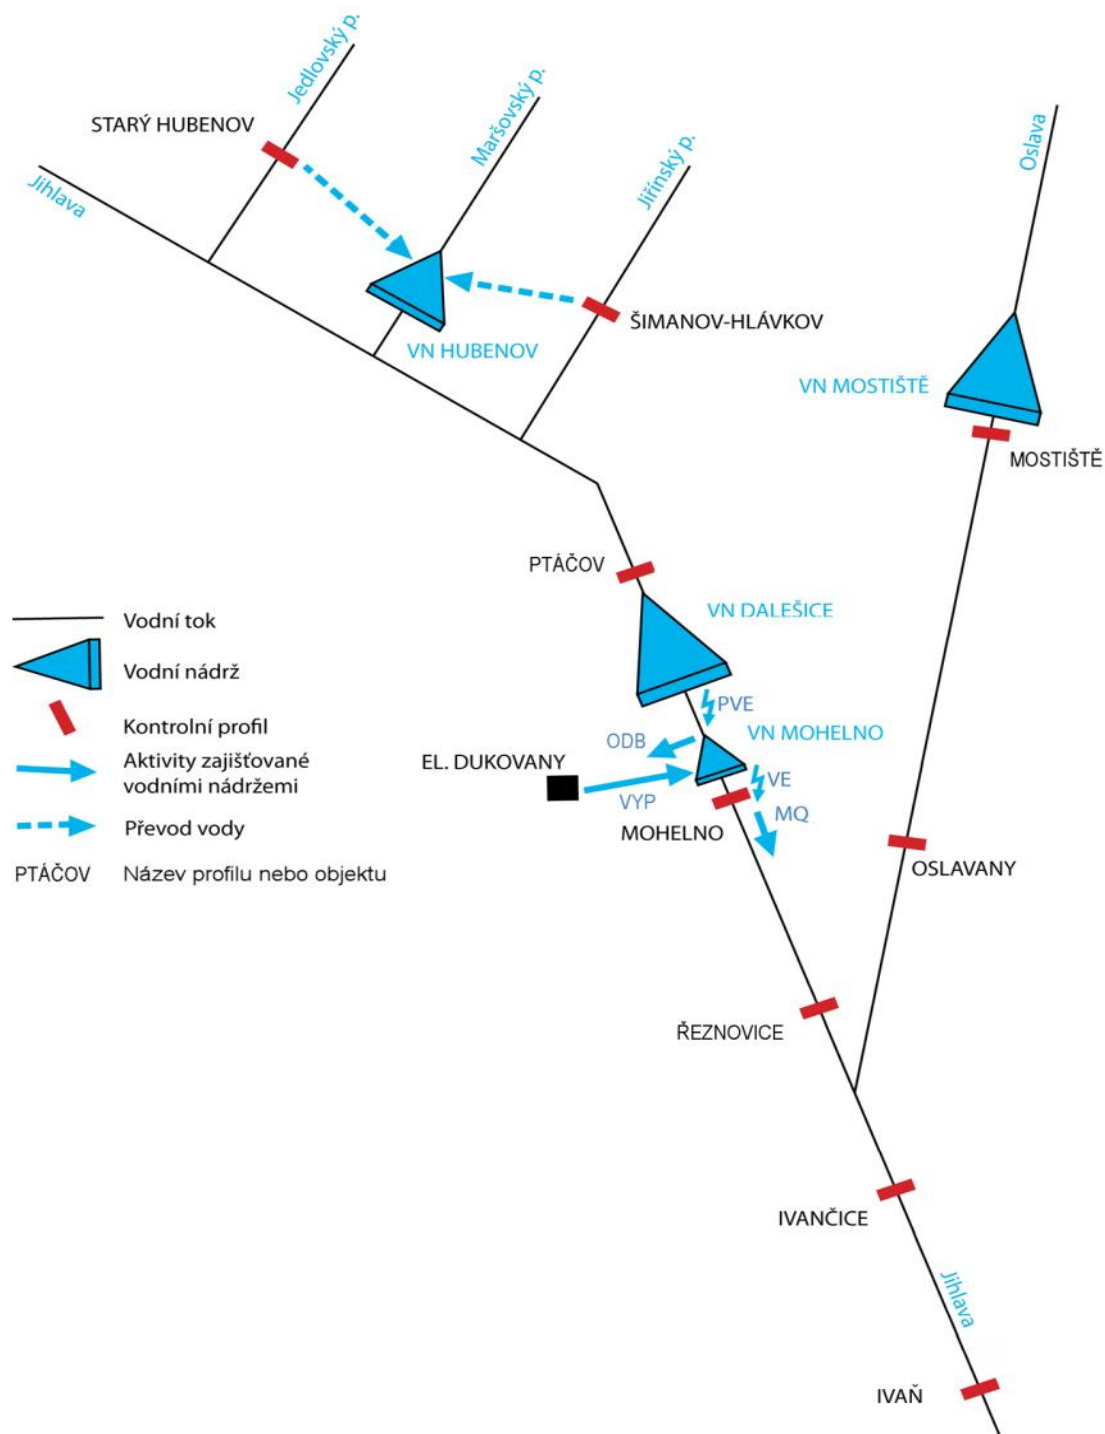 Jedlovský p.
Maršovský p.
STARÝ HUBENOV
Jiřínský p.
Oslava
Jihlava
ŠIMANOV-HLÁVKOV
VN HUBENOV
VN MOSTIŠTĚ
MOSTIŠTĚ
PTÁČOV
VN DALEŠICE
Vodní tok
Vodní nádrž
Kontrolní profil
Aktivity zajišťované
vodními nádržemi
Převod vody
PTÁČOV Název profilu nebo objektu
PVE
ODB
VN MOHELNO
EL. DUKOVANY
VYP
VE
MQ
MOHELNO
OSLAVANY
ŘEZNOVICE
IVANČICE
Jihlava
IVAŇ